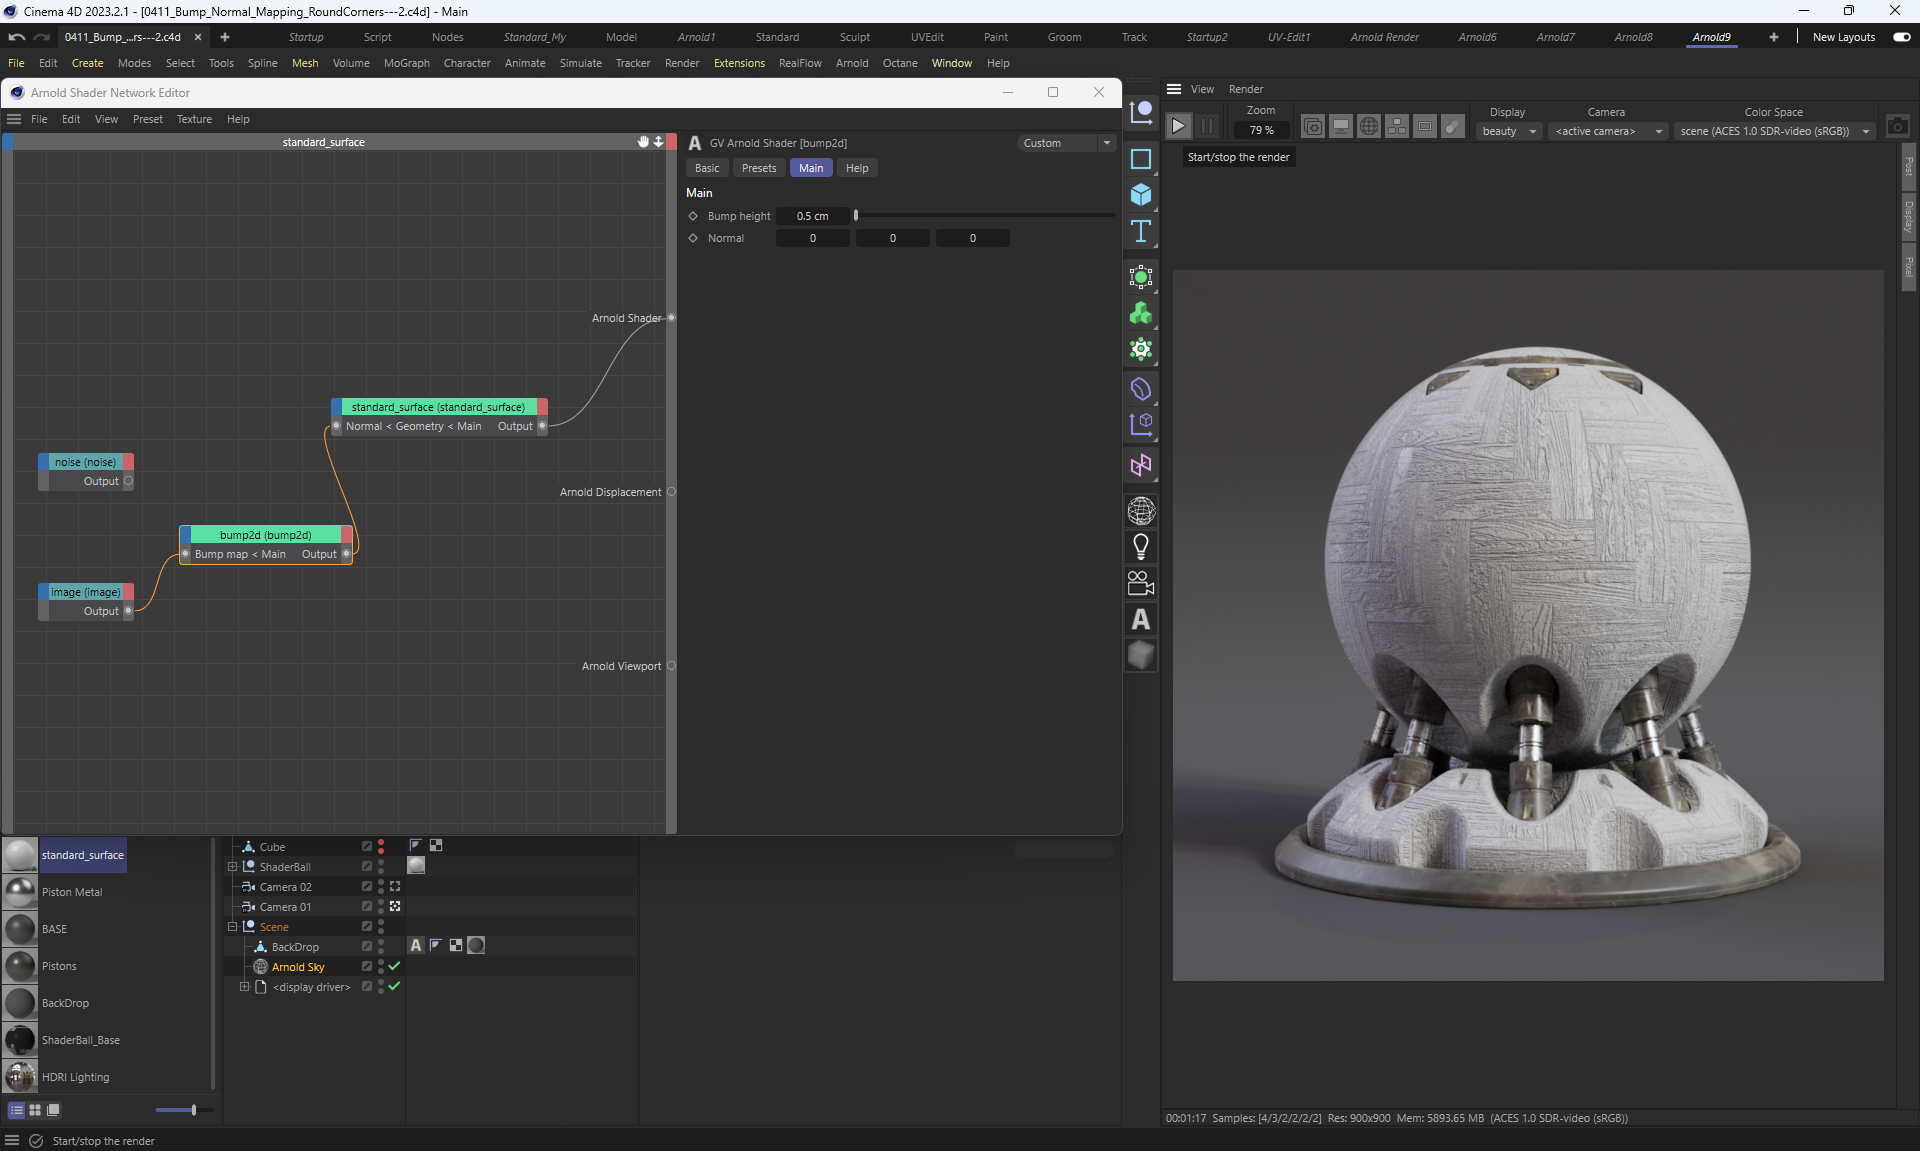 Cinema 4D 2023.2.1 - [0411_Bump_Normal_Mapping_RoundCorners---2.c4d] - Main
0411_Bump_...rs---2.c4d
Startup Script Nodes Standard_My Model Arnold1 Standard Sculpt UVEdit Paint Groom Track Startup2 UV-Edit1 Arnold Render Arnold6 Arnold7 Arnold8 Arnold9 New Layouts
File Edit Create Modes Select Tools Spline Mesh Volume MoGraph Character Animate Simulate Tracker Render Extensions RealFlow Arnold Octane Window Help
Arnold Shader Network Editor
File Edit View Preset Texture Help
standard_surface
Arnold Shader
standard_surface (standard_surface)
Normal < Geometry < Main Output
noise (noise)
Output
Arnold Displacement
bump2d (bump2d)
Bump map < Main Output
image (image)
Output
Arnold Viewport
A GV Arnold Shader [bump2d]
Custom
Basic Presets Main Help
Main
Bump height 0.5 cm
Normal 0 0 0
T
A
View Render
Zoom
79 %
Display
beauty
Camera
<active camera>
Color Space
scene (ACES 1.0 SDR-video (sRGB))
Start/stop the render
Post
Display
Pixel
standard_surface
Piston Metal
BASE
Pistons
BackDrop
ShaderBall_Base
HDRI Lighting
Cube
ShaderBall
Camera 02
Camera 01
Scene
BackDrop
A
Arnold Sky
<display driver>
00:01:17 Samples: [4/3/2/2/2/2] Res: 900x900 Mem: 5893.65 MB (ACES 1.0 SDR-video (sRGB))
Start/stop the render